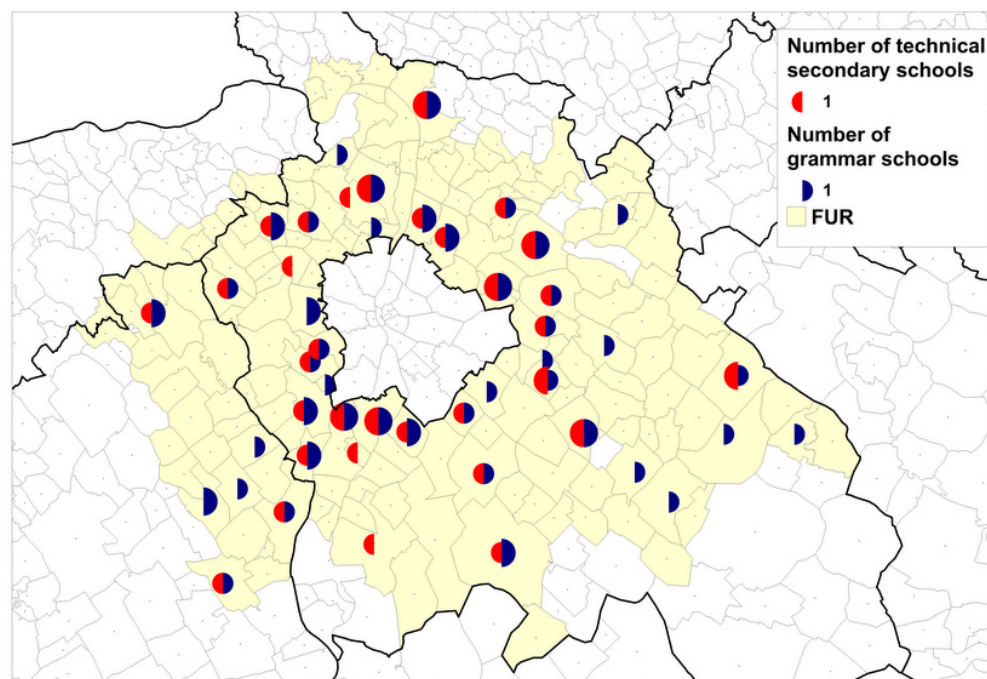 Number of technical
secondary schools
1
Number of
grammar schools
1
FUR